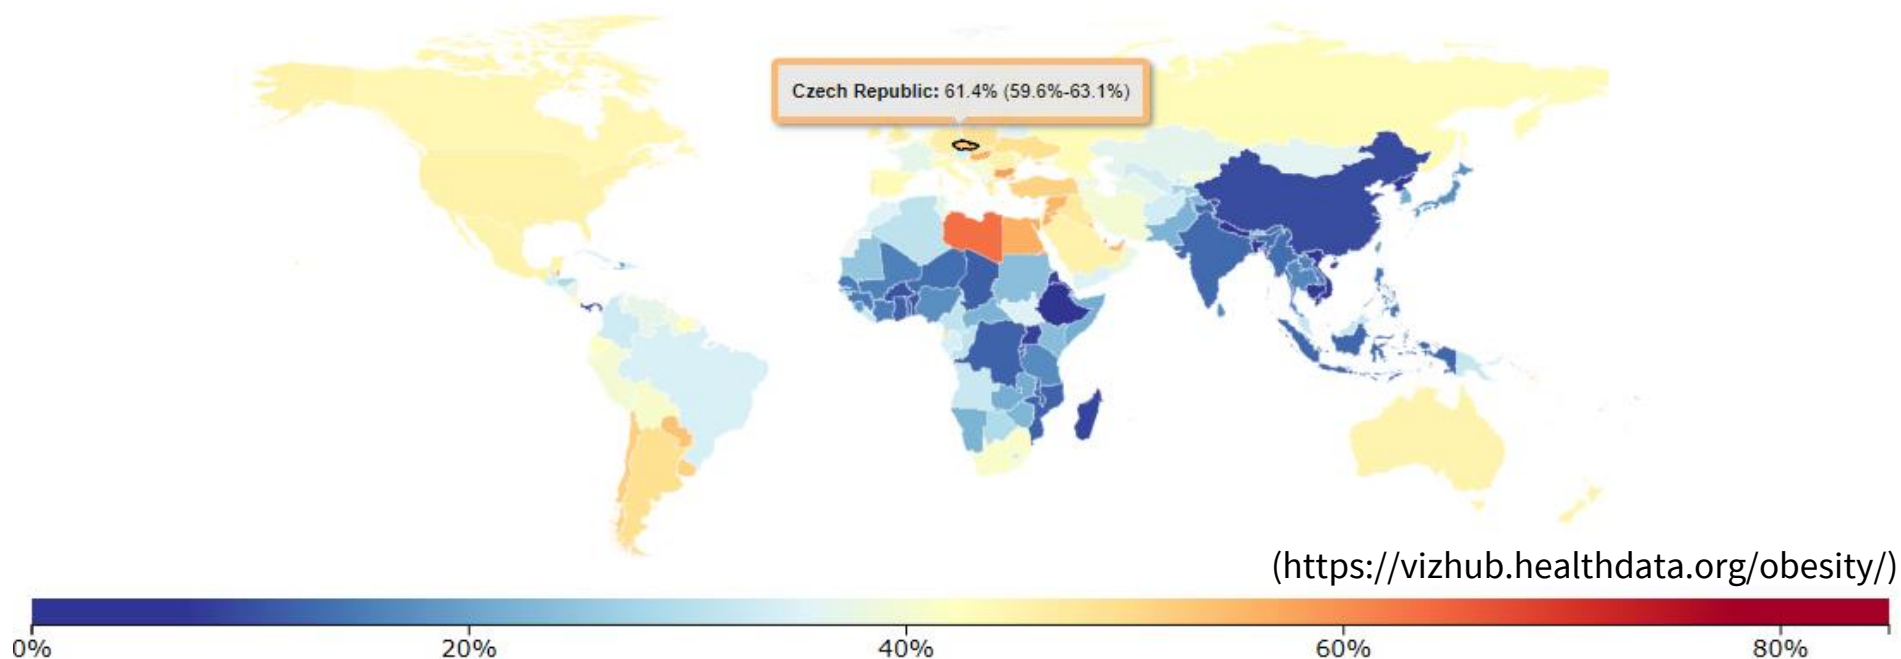 Czech Republic: 61.4% (59.6%-63.1%)
(https://vizhub.healthdata.org/obesity/)
0%
20%
40%
60%
80%